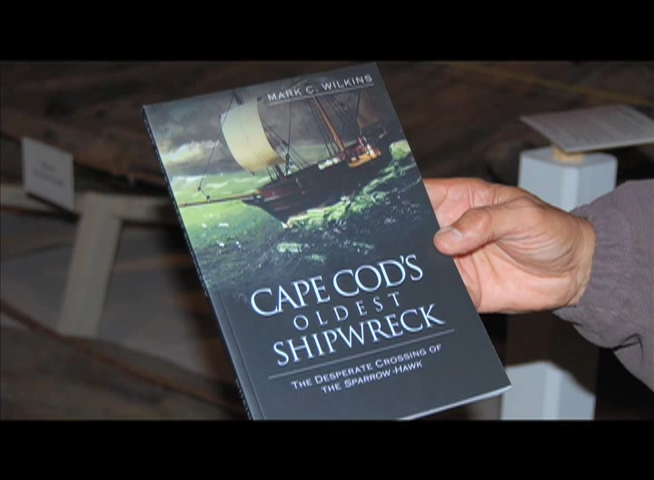 MARK C. WILKINS
CAPE COD'S
OLDEST
SHIPWRECK
THE DESPERATE CROSSING OF
THE SPARROW-HAWK